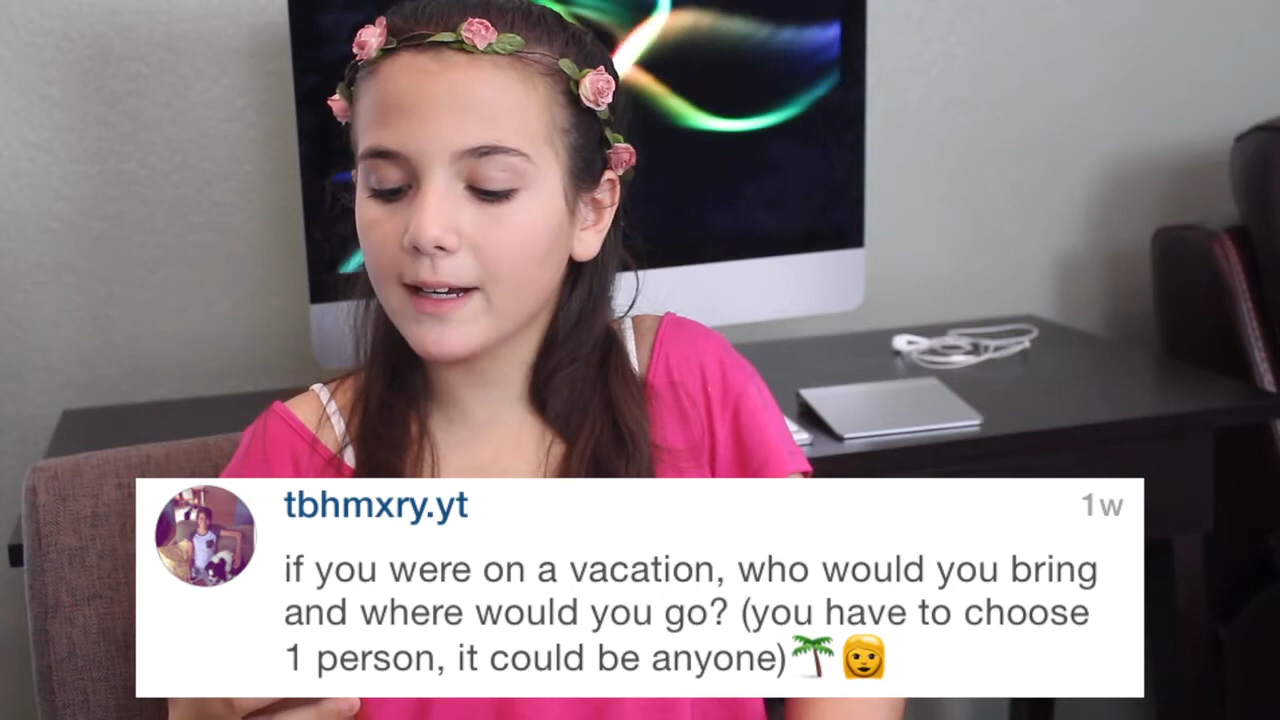 tbhmxry.yt
1w
if you were on a vacation, who would you bring
and where would you go? (you have to choose
1 person, it could be anyone)🌴👩